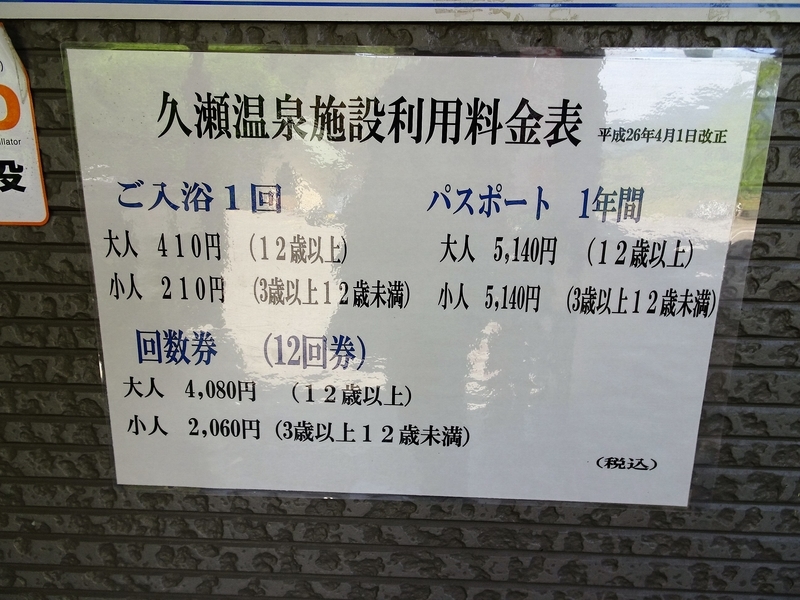 久瀬温泉施設利用料金表 平成26年4月1日改正
ご入浴1回
大人 410円 (12歳以上)
小人 210円 (3歳以上12歳未満)
回数券 (12回券)
大人 4,080円 (12歳以上)
小人 2,060円 (3歳以上12歳未満)
パスポート 1年間
大人 5,140円 (12歳以上)
小人 5,140円 (3歳以上12歳未満)
(税込)